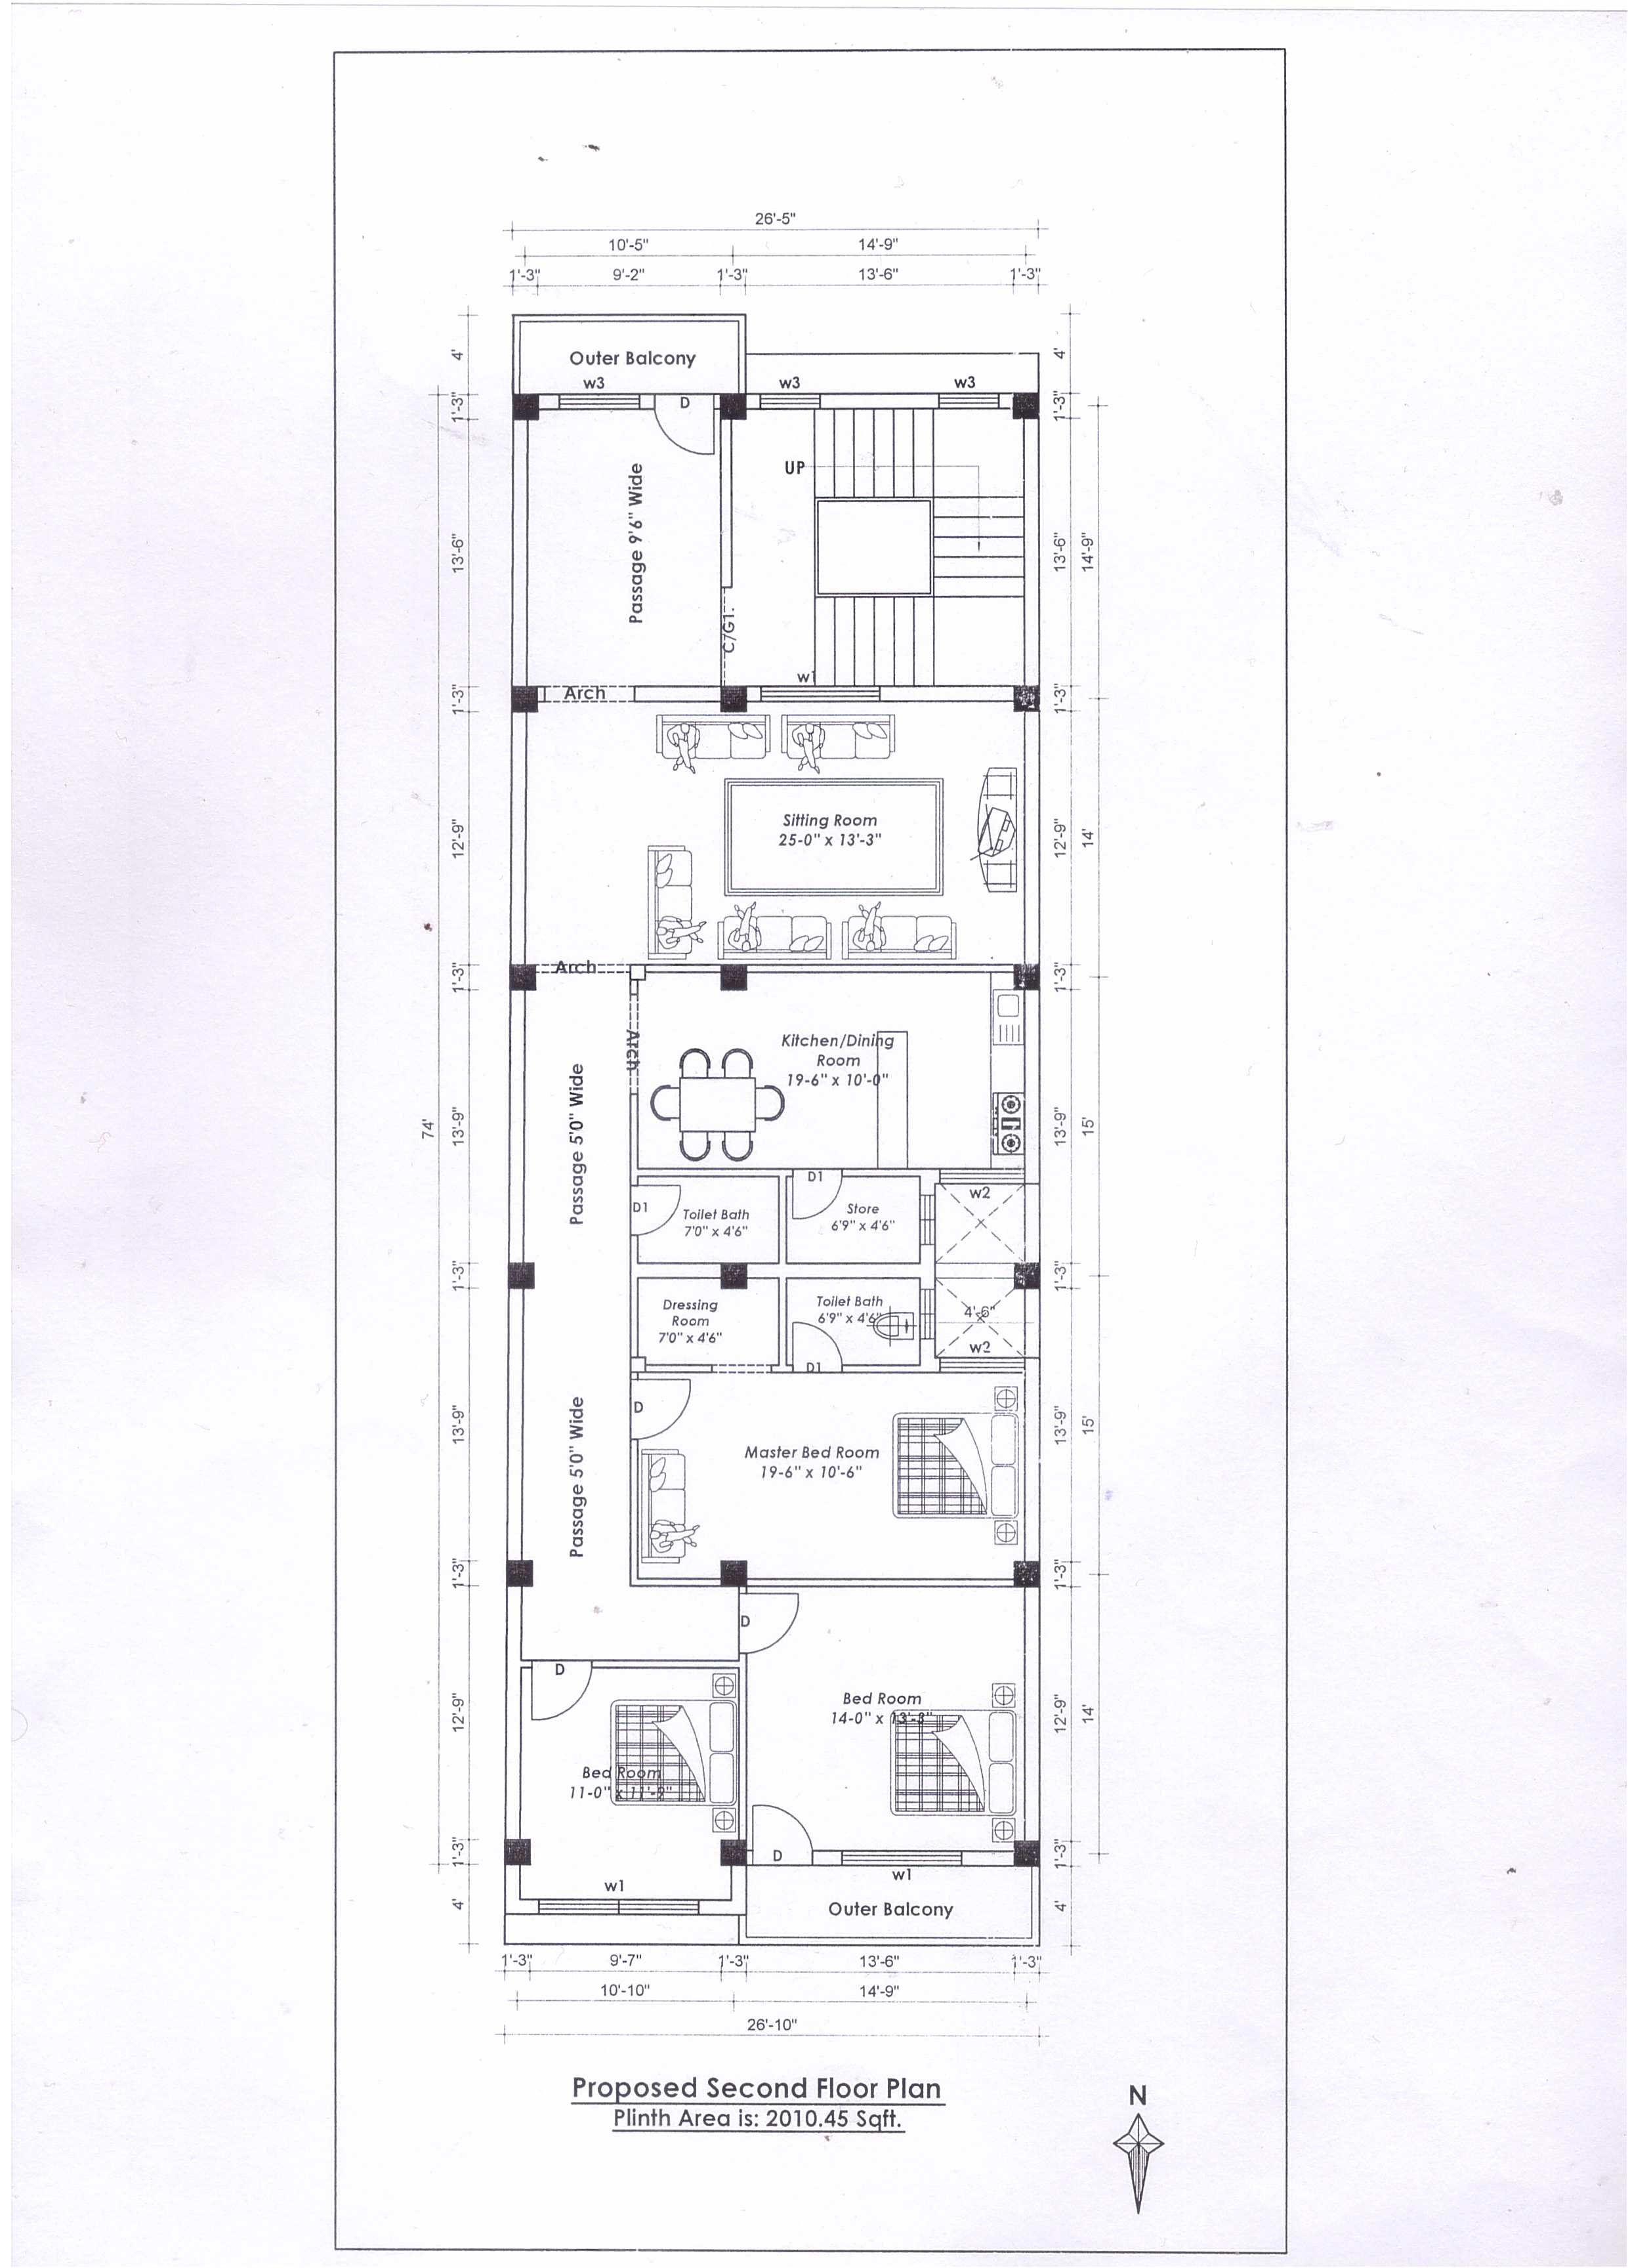 26'-5"
10'-5" 14'-9"
1'-3" 9'-2" 1'-3" 13'-6" 1'-3"
4'
Outer Balcony
4'
w3 w3 w3
D
1'-3"
1'-3"
UP
Passage 9'6" Wide
13'-6"
13'-6"
14'-9"
C/G1.
w1
Arch
1'-3"
1'-3"
Sitting Room
25-0" x 13'-3"
12'-9"
12'-9"
14'
Arch
1'-3"
1'-3"
Arch
Kitchen/Dining
Room
19-6" x 10'-0"
Passage 5'0" Wide
74'
13'-9"
13'-9"
15'
D1
w2
D1
Toilet Bath
7'0" x 4'6"
Store
6'9" x 4'6"
1'-3"
1'-3"
Dressing
Room
7'0" x 4'6"
Toilet Bath
6'9" x 4'6"
4'-6"
w2
D1
D
Passage 5'0" Wide
13'-9"
13'-9"
15'
Master Bed Room
19-6" x 10'-6"
1'-3"
1'-3"
D
D
Bed Room
14-0" x 13'-3"
12'-9"
12'-9"
14'
Bed Room
11-0" x 11'-9"
D
1'-3"
1'-3"
w1
w1
4'
Outer Balcony
4'
1'-3" 9'-7" 1'-3" 13'-6" 1'-3"
10'-10" 14'-9"
26'-10"
Proposed Second Floor Plan
Plinth Area is: 2010.45 Sqft.
N